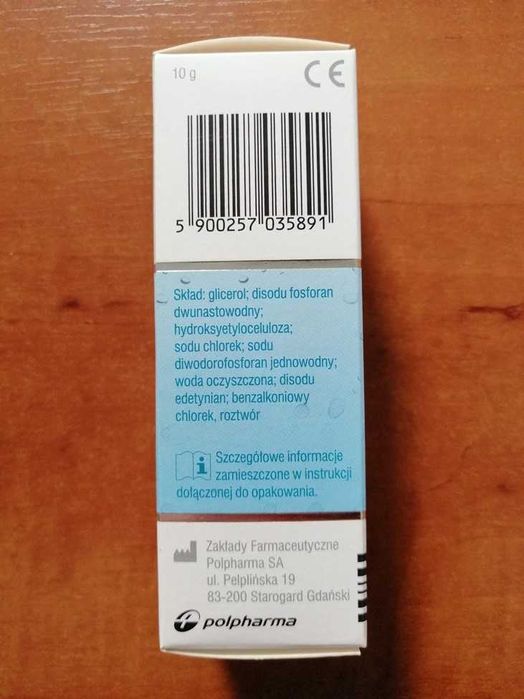 10 g CE
5 900257 035891
Skład: glicerol; disodu fosforan
dwunastowodny;
hydroksyetyloceluloza;
sodu chlorek; sodu
diwodorofosforan jednowodny;
woda oczyszczona; disodu
edetynian; benzalkoniowy
chlorek, roztwór
i Szczegółowe informacje
zamieszczone w instrukcji
dołączonej do opakowania.
Zakłady Farmaceutyczne
Polpharma SA
ul. Pelplińska 19
83-200 Starogard Gdański
polpharma